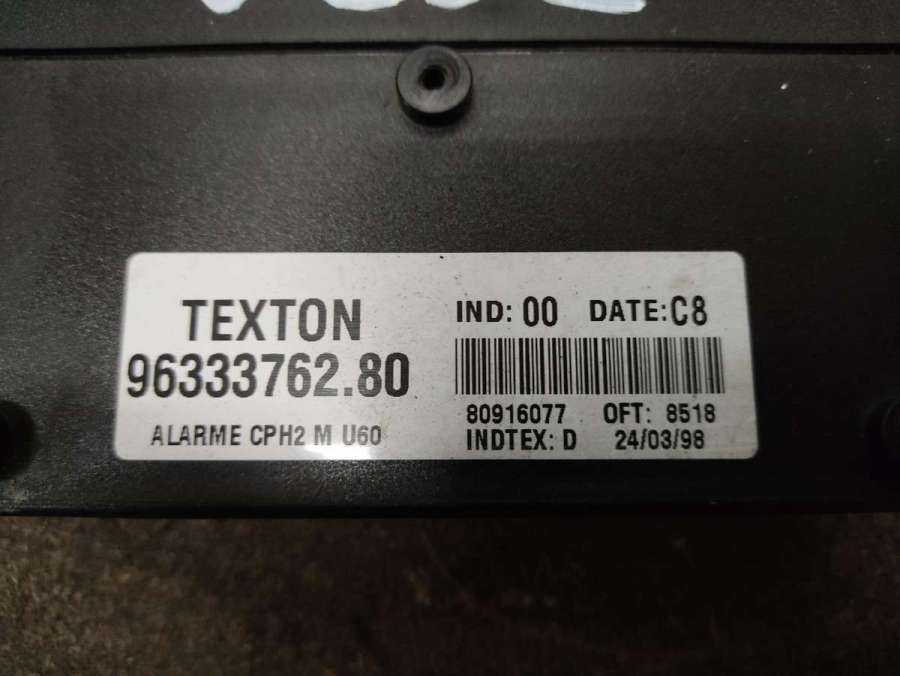 TEXTON
96333762.80
ALARME CPH2 M U60
IND: 00 DATE:C8
80916077 OFT: 8518
INDTEX: D 24/03/98